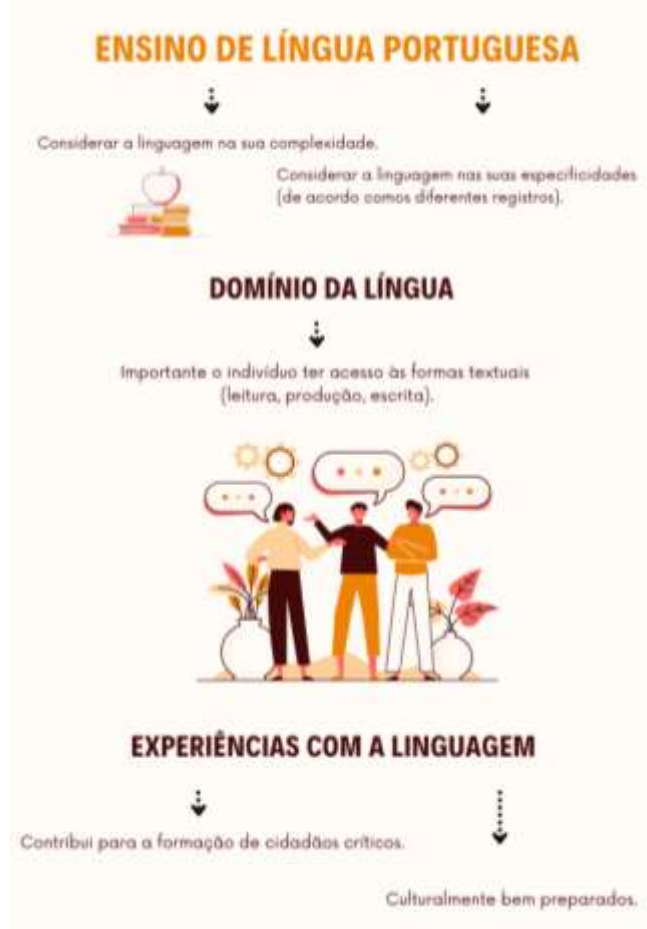 ENSINO DE LÍNGUA PORTUGUESA
Considerar a linguagem na sua complexidade.
Considerar a linguagem nas suas especificidades
(de acordo comos diferentes registros).
DOMÍNIO DA LÍNGUA
Importante o indivíduo ter acesso às formas textuais
(leitura, produção, escrita).
EXPERIÊNCIAS COM A LINGUAGEM
Contribui para a formação de cidadãos críticos.
Culturalmente bem preparados.